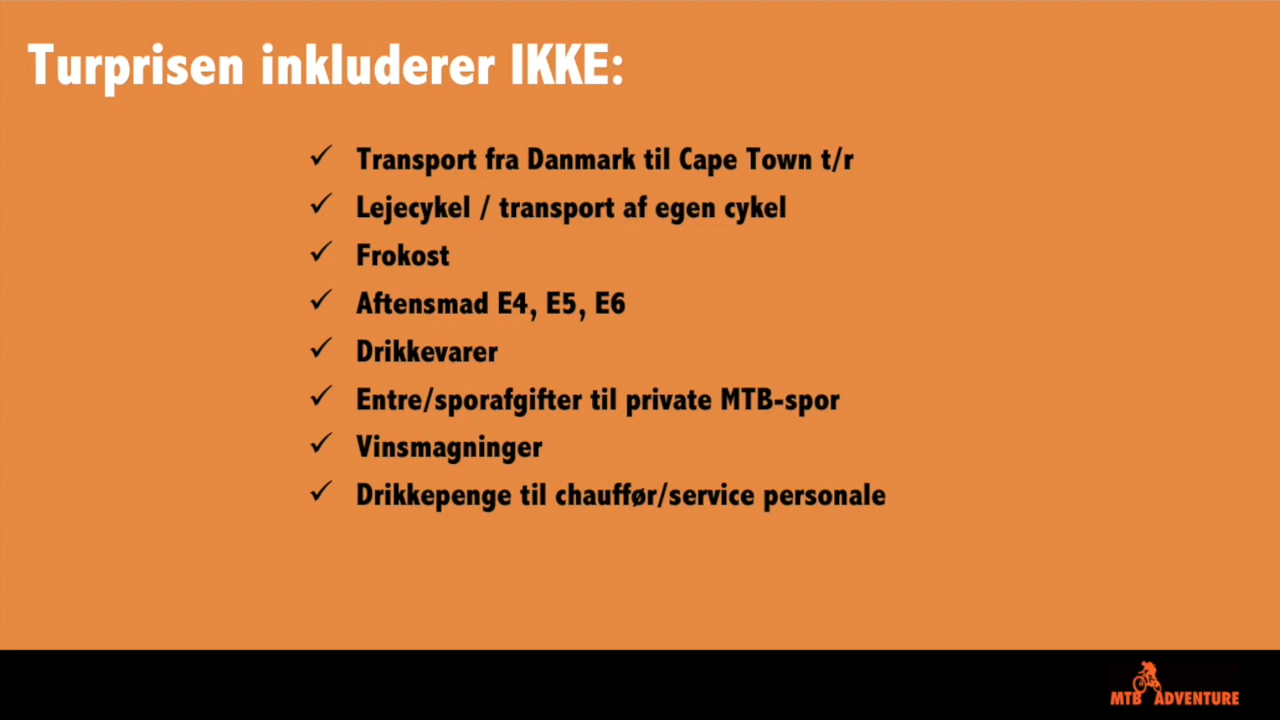 Turprisen inkluderer IKKE:
✓ Transport fra Danmark til Cape Town t/r
✓ Lejecykel / transport af egen cykel
✓ Frokost
✓ Aftensmad E4, E5, E6
✓ Drikkevarer
✓ Entre/sporafgifter til private MTB-spor
✓ Vinsmagninger
✓ Drikkepenge til chauffør/service personale
MTB ADVENTURE